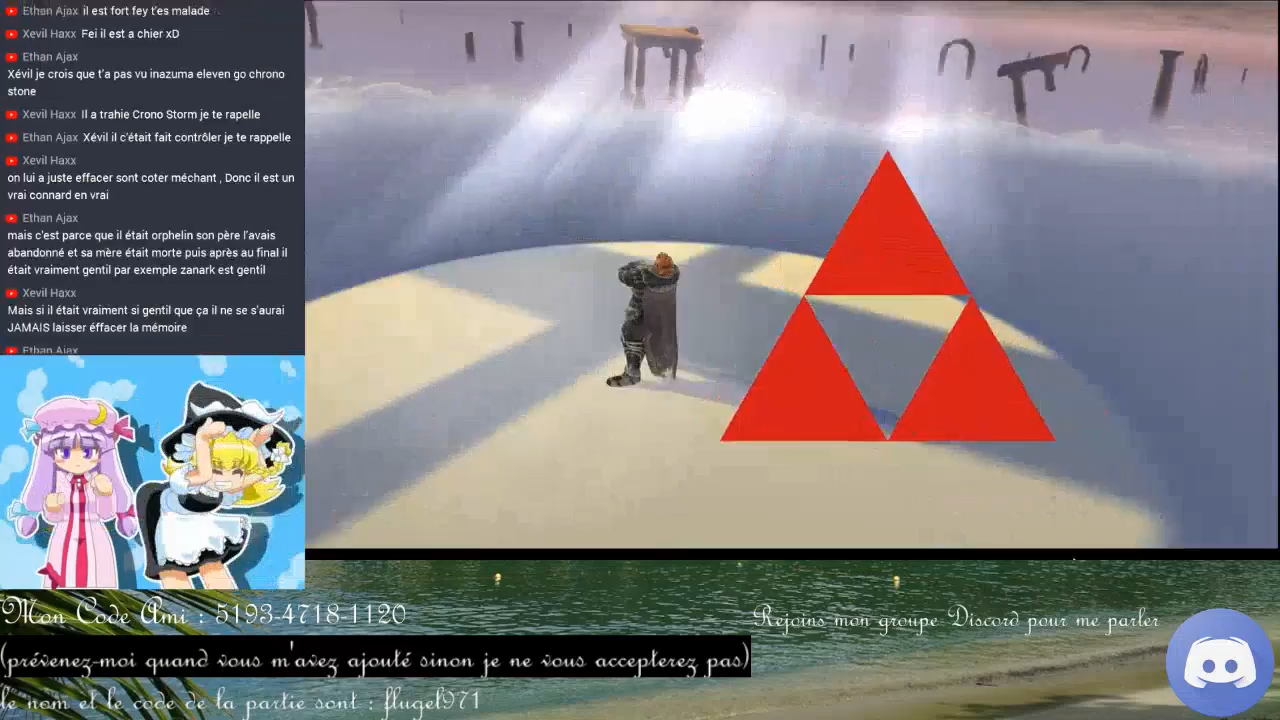 Ethan Ajax il est fort fey t'es malade
Xevil Haxx Fei il est a chier xD
Ethan Ajax
Xévil je crois que t'a pas vu inazuma eleven go chrono
stone
Xevil Haxx Il a trahie Crono Storm je te rapelle
Ethan Ajax Xévil il c'était fait contrôler je te rappelle
Xevil Haxx
on lui a juste effacer sont coter méchant , Donc il est un
vrai connard en vrai
Ethan Ajax
mais c'est parce que il était orphelin son père l'avais
abandonné et sa mère était morte puis après au final il
était vraiment gentil par exemple zanark est gentil
Xevil Haxx
Mais si il était vraiment si gentil que ça il ne se s'aurai
JAMAIS laisser éffacer la mémoire
Ethan Ajax
Mon Code Ami : 5193-4718-1120
(prévenez-moi quand vous m'avez ajouté sinon je ne vous accepterez pas)
le nom et le code de la partie sont : flugel971
Rejoins mon groupe Discord pour me parler